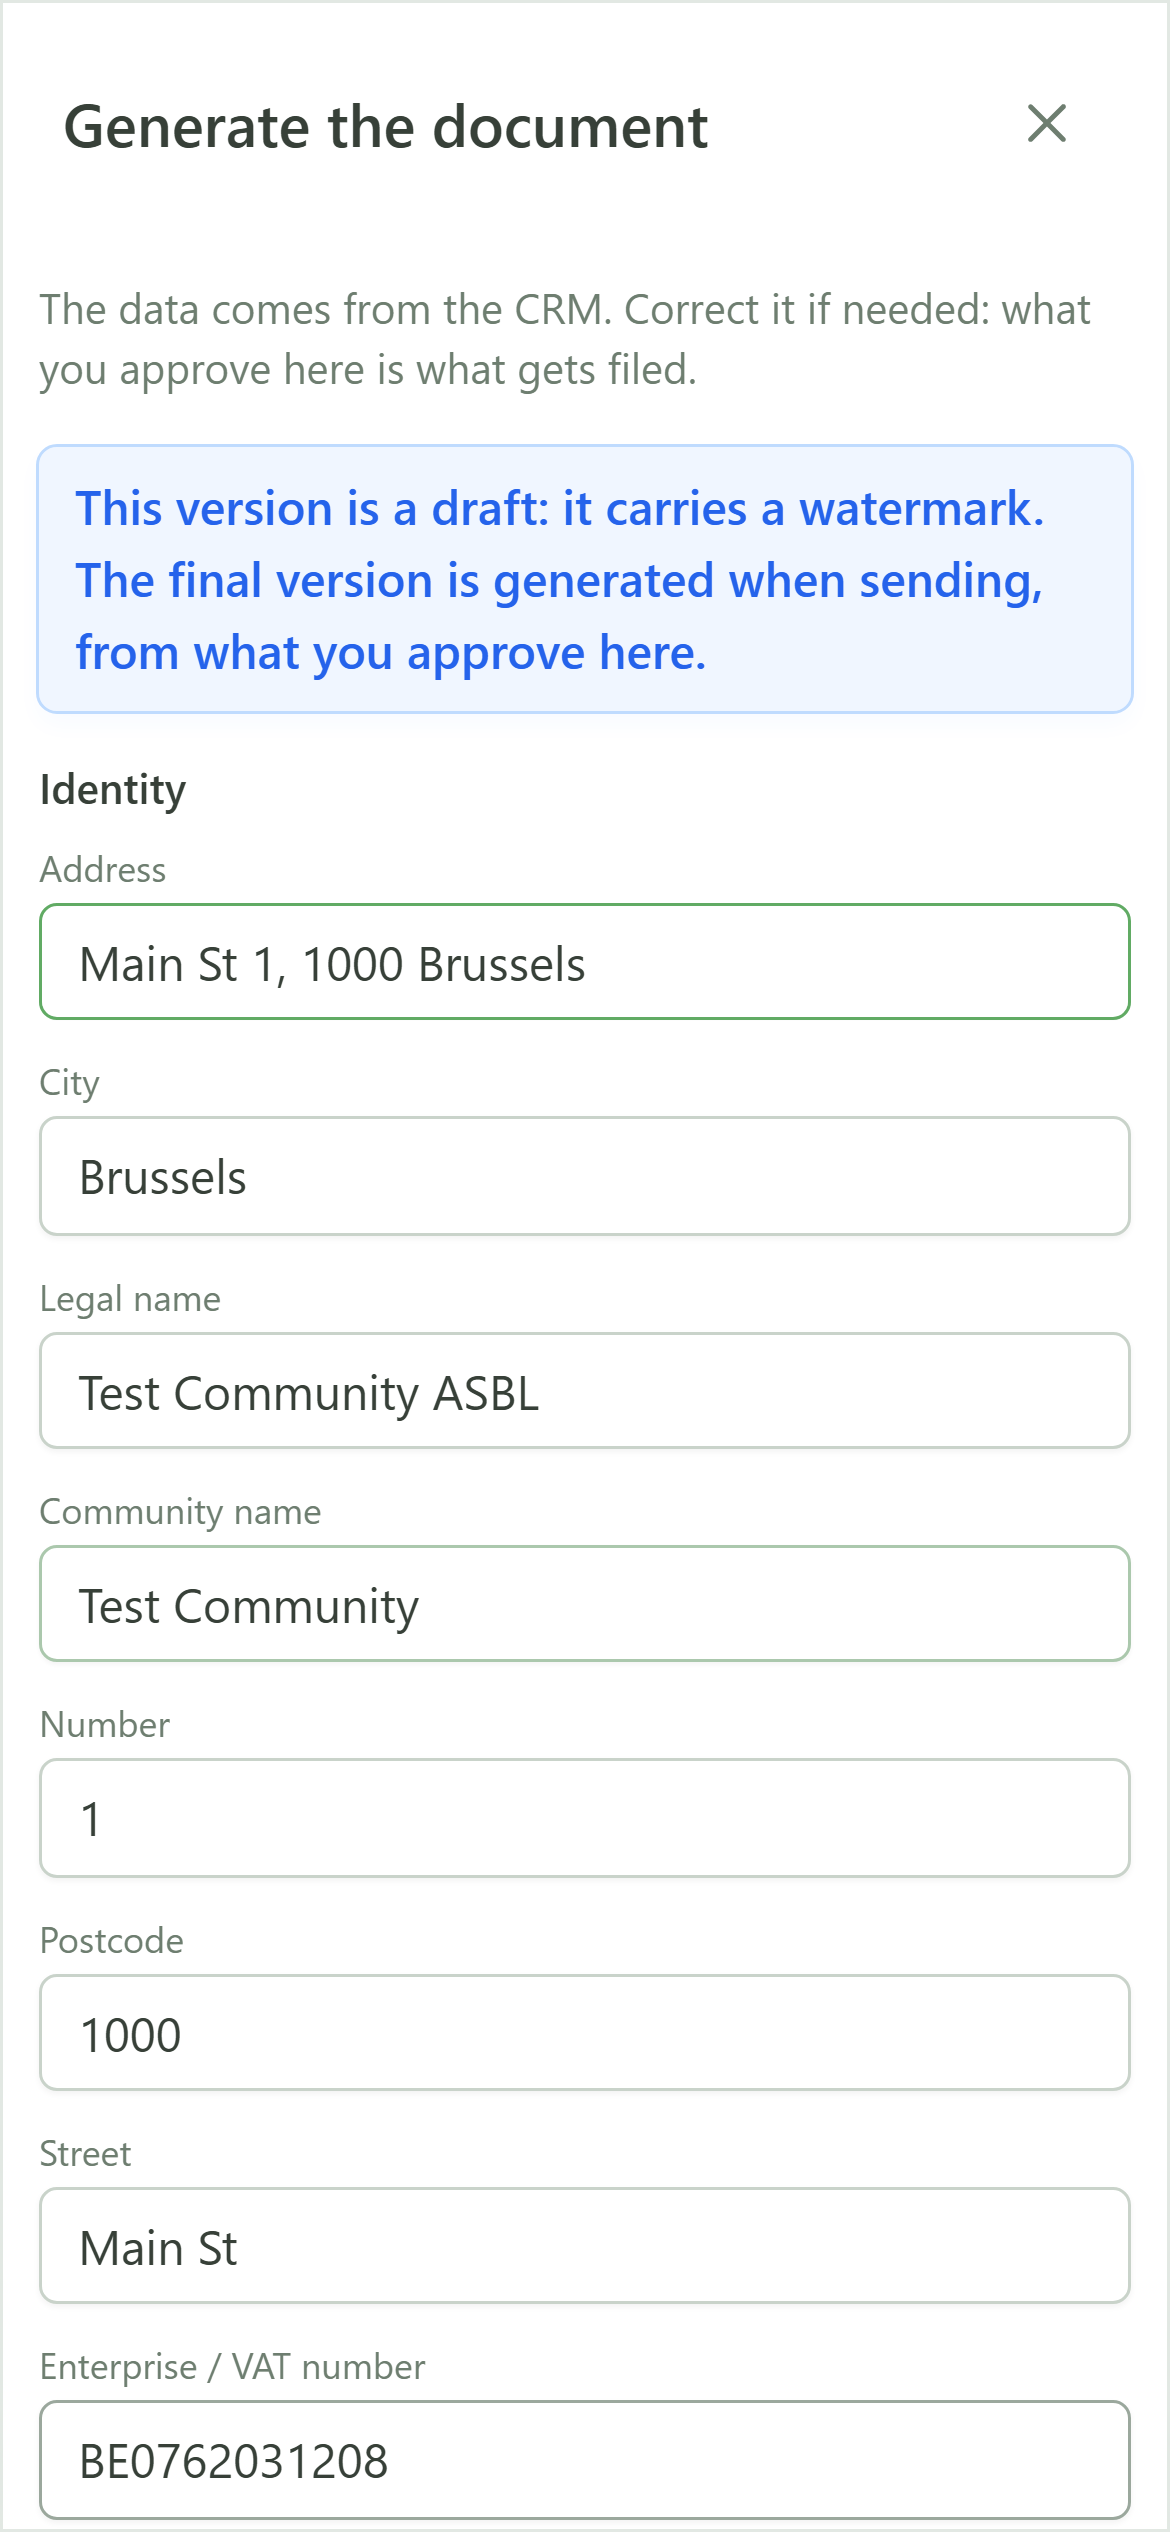 Generate the document
The data comes from the CRM. Correct it if needed: what
you approve here is what gets filed.
This version is a draft: it carries a watermark.
The final version is generated when sending,
from what you approve here.
Identity
Address
Main St 1, 1000 Brussels
City
Brussels
Legal name
Test Community ASBL
Community name
Test Community
Number
1
Postcode
1000
Street
Main St
Enterprise / VAT number
BE0762031208